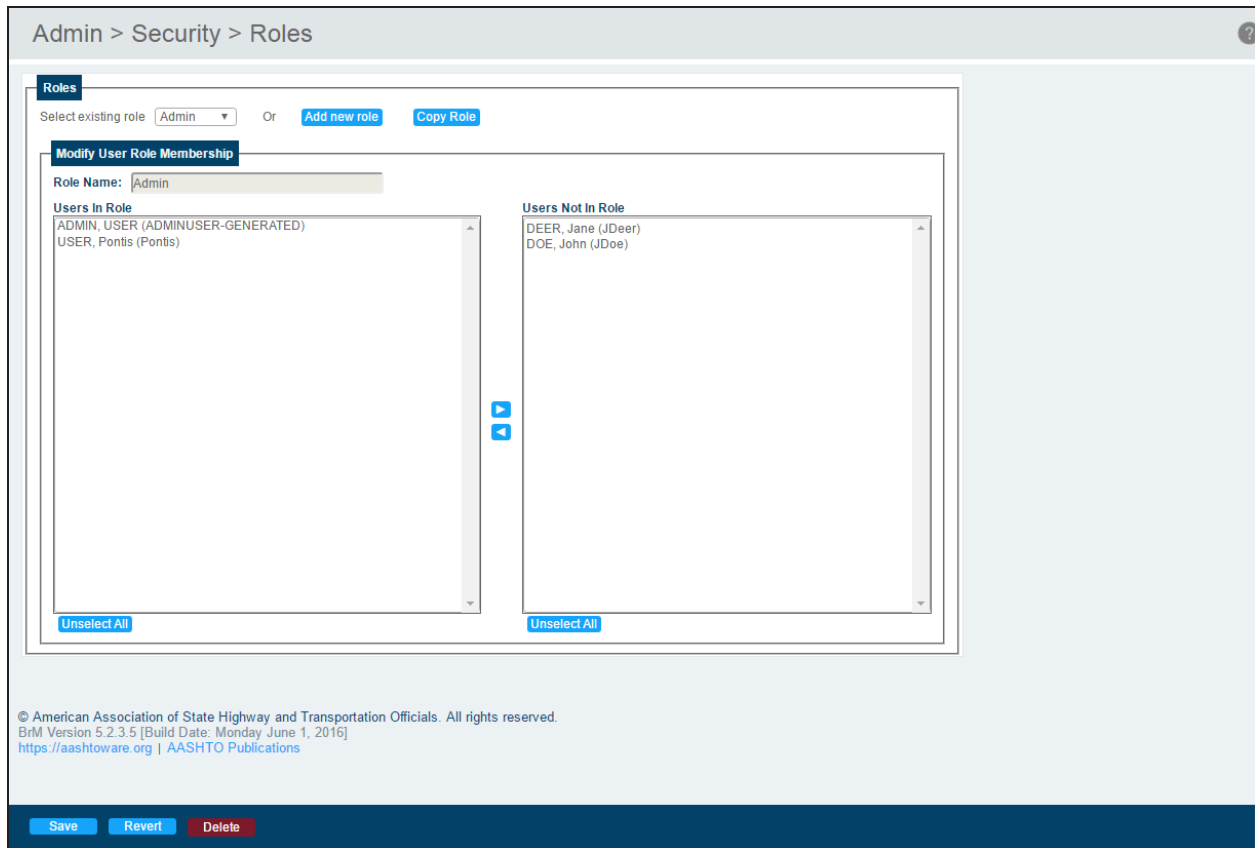 Admin > Security > Roles
?
Roles
Select existing role Admin Or Add new role Copy Role
Modify User Role Membership
Role Name: Admin
Users In Role
ADMIN, USER (ADMINUSER-GENERATED)
USER, Pontis (Pontis)
Unselect All
Users Not In Role
DEER, Jane (JDeer)
DOE, John (JDoe)
Unselect All
© American Association of State Highway and Transportation Officials. All rights reserved.
BrM Version 5.2.3.5 [Build Date: Monday June 1, 2016]
https://aashtoware.org | AASHTO Publications
Save Revert Delete